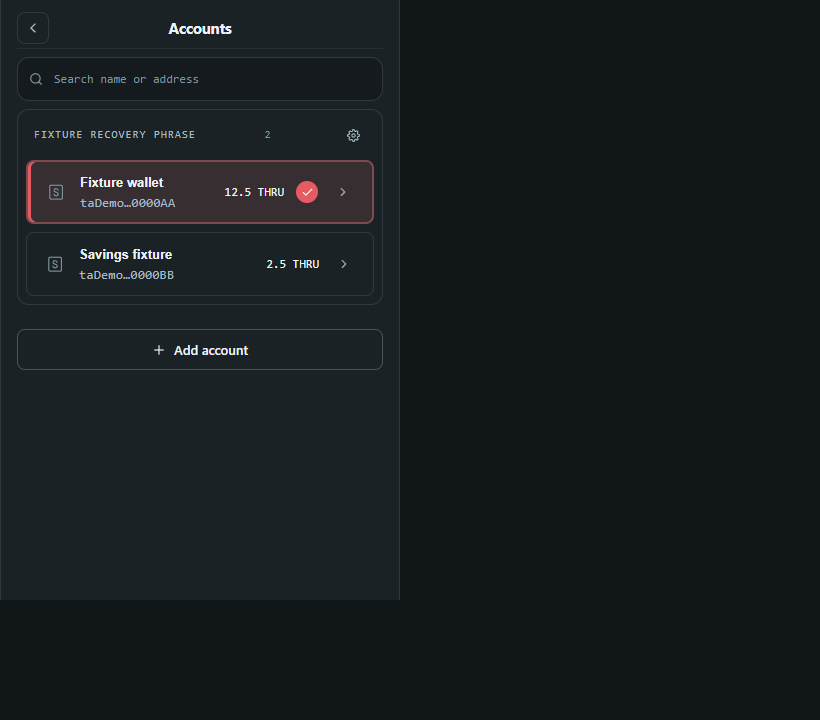 Accounts
Search name or address
FIXTURE RECOVERY PHRASE 2
S Fixture wallet 12.5 THRU
taDemo…0000AA
S Savings fixture 2.5 THRU
taDemo…0000BB
+ Add account